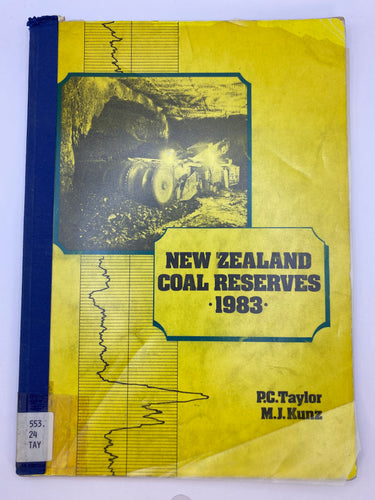 NEW ZEALAND
COAL RESERVES
·1983·
P.C.Taylor
M.J.Kunz
553.
24
TAY